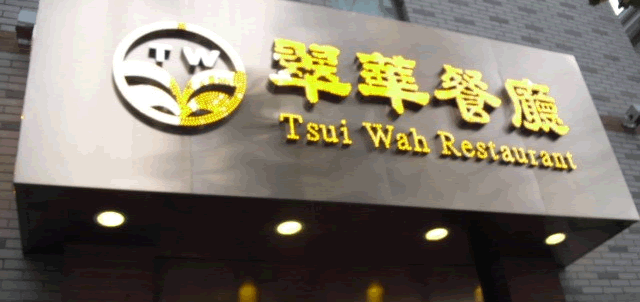 TW
翠華餐廳
Tsui Wah Restaurant